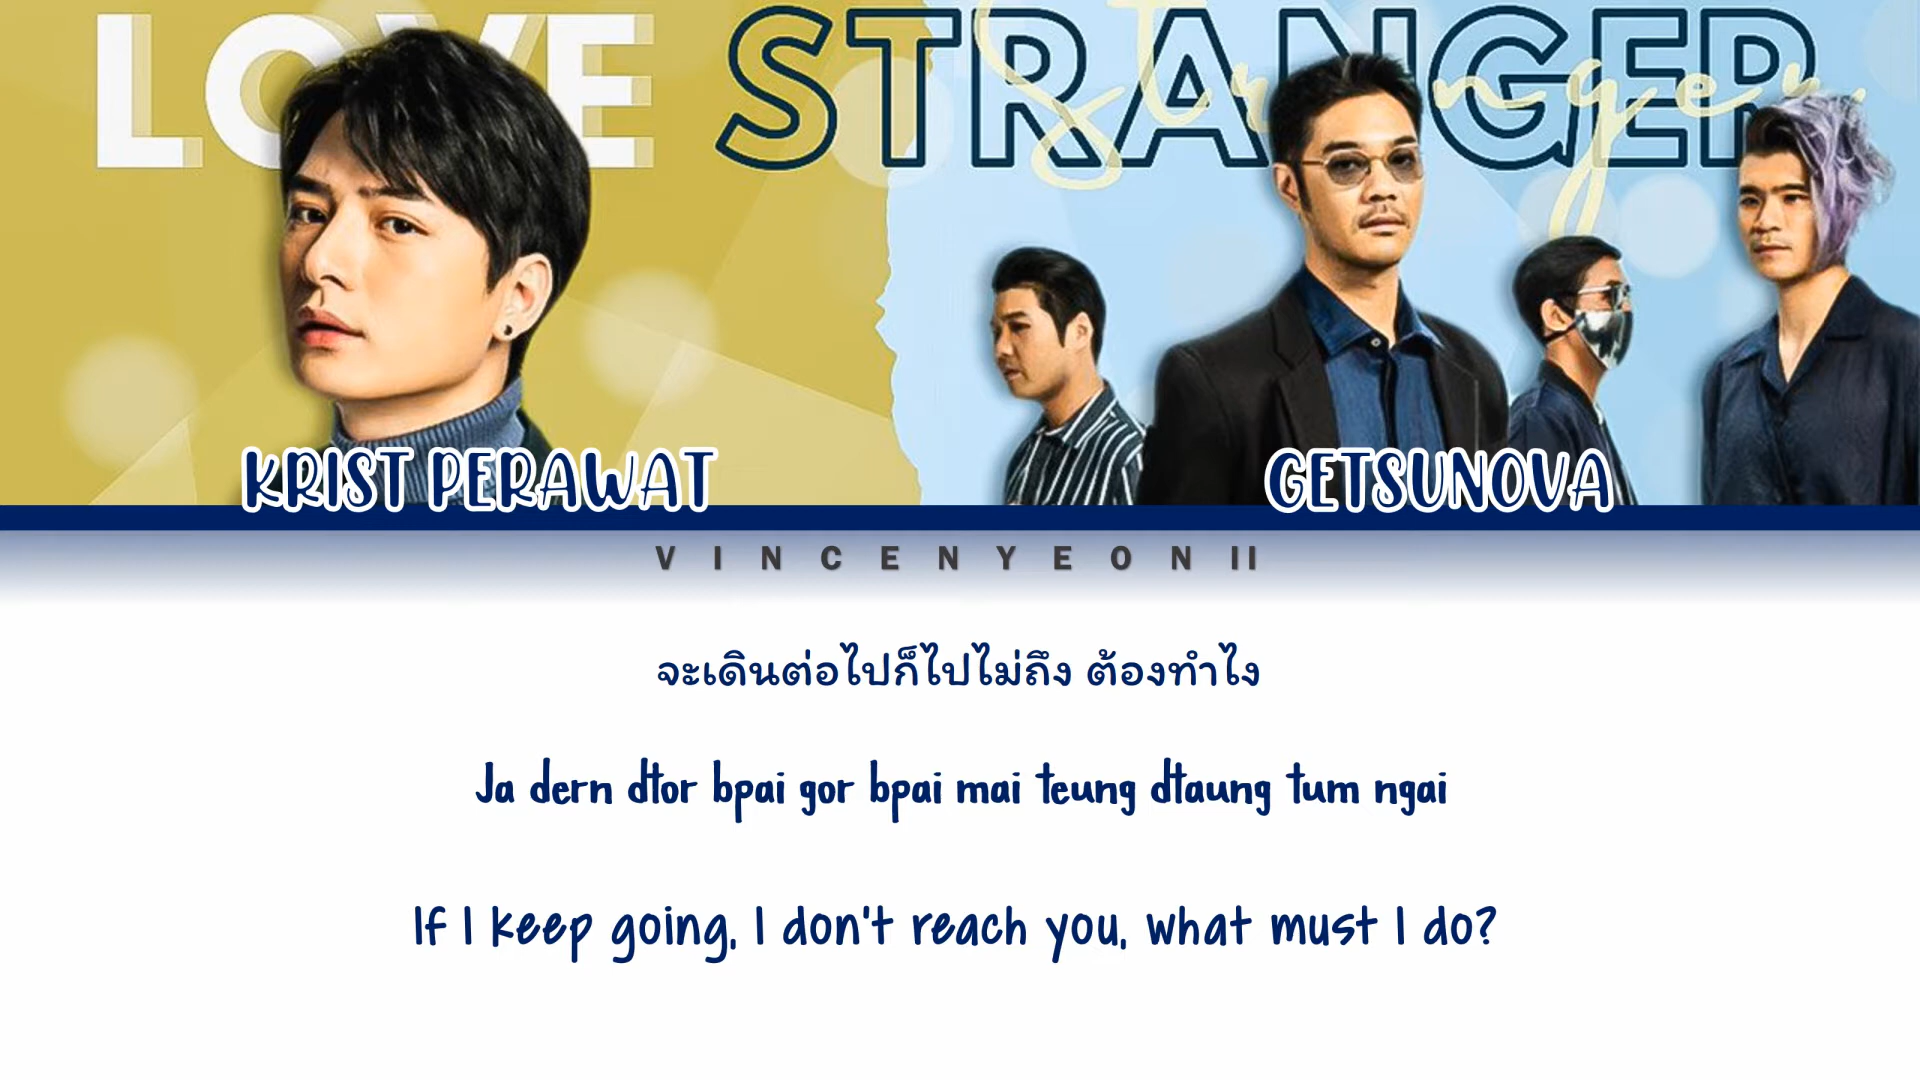 LOVE STRANGER
Stranger
KRIST PERAWAT
GETSUNOVA
VINCENYEONII
จะเดินต่อไปก็ไปไม่ถึง ต้องทำไง
Ja dern dtor bpai gor bpai mai teung dtaung tum ngai
If I keep going, I don't reach you, what must I do?